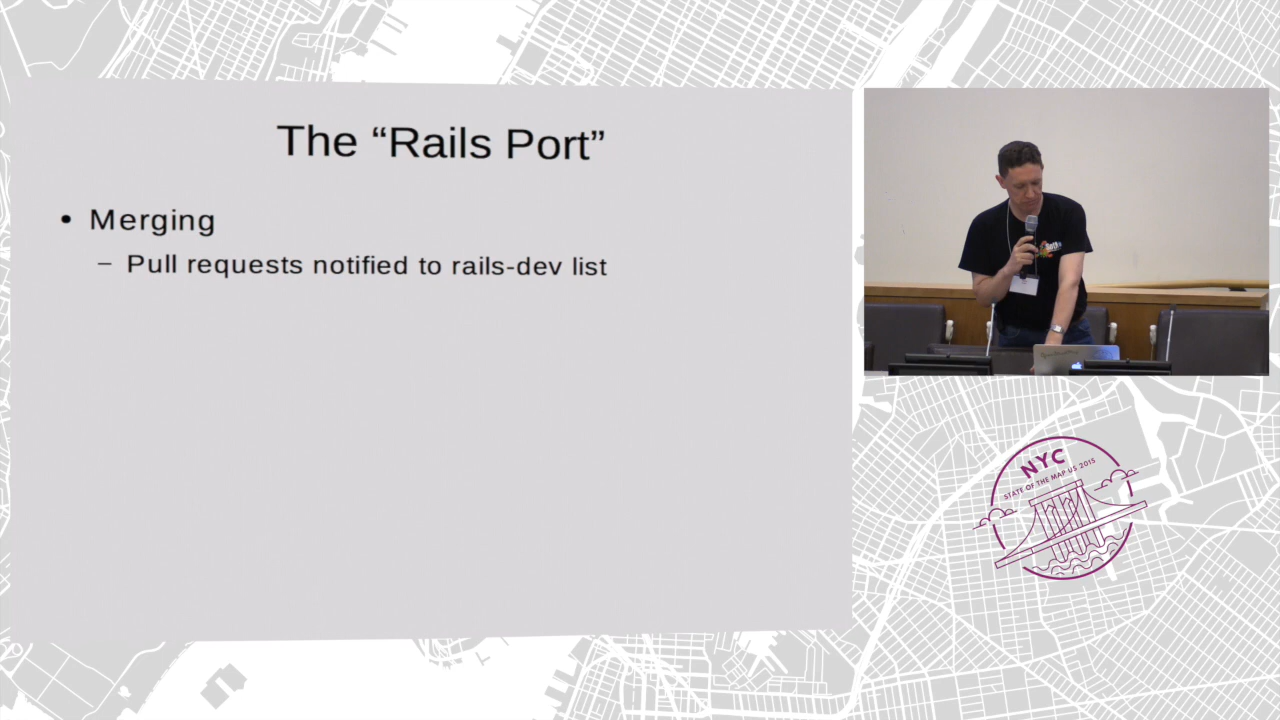 The “Rails Port”
• Merging
– Pull requests notified to rails-dev list
NYC
STATE OF THE MAP US 2015